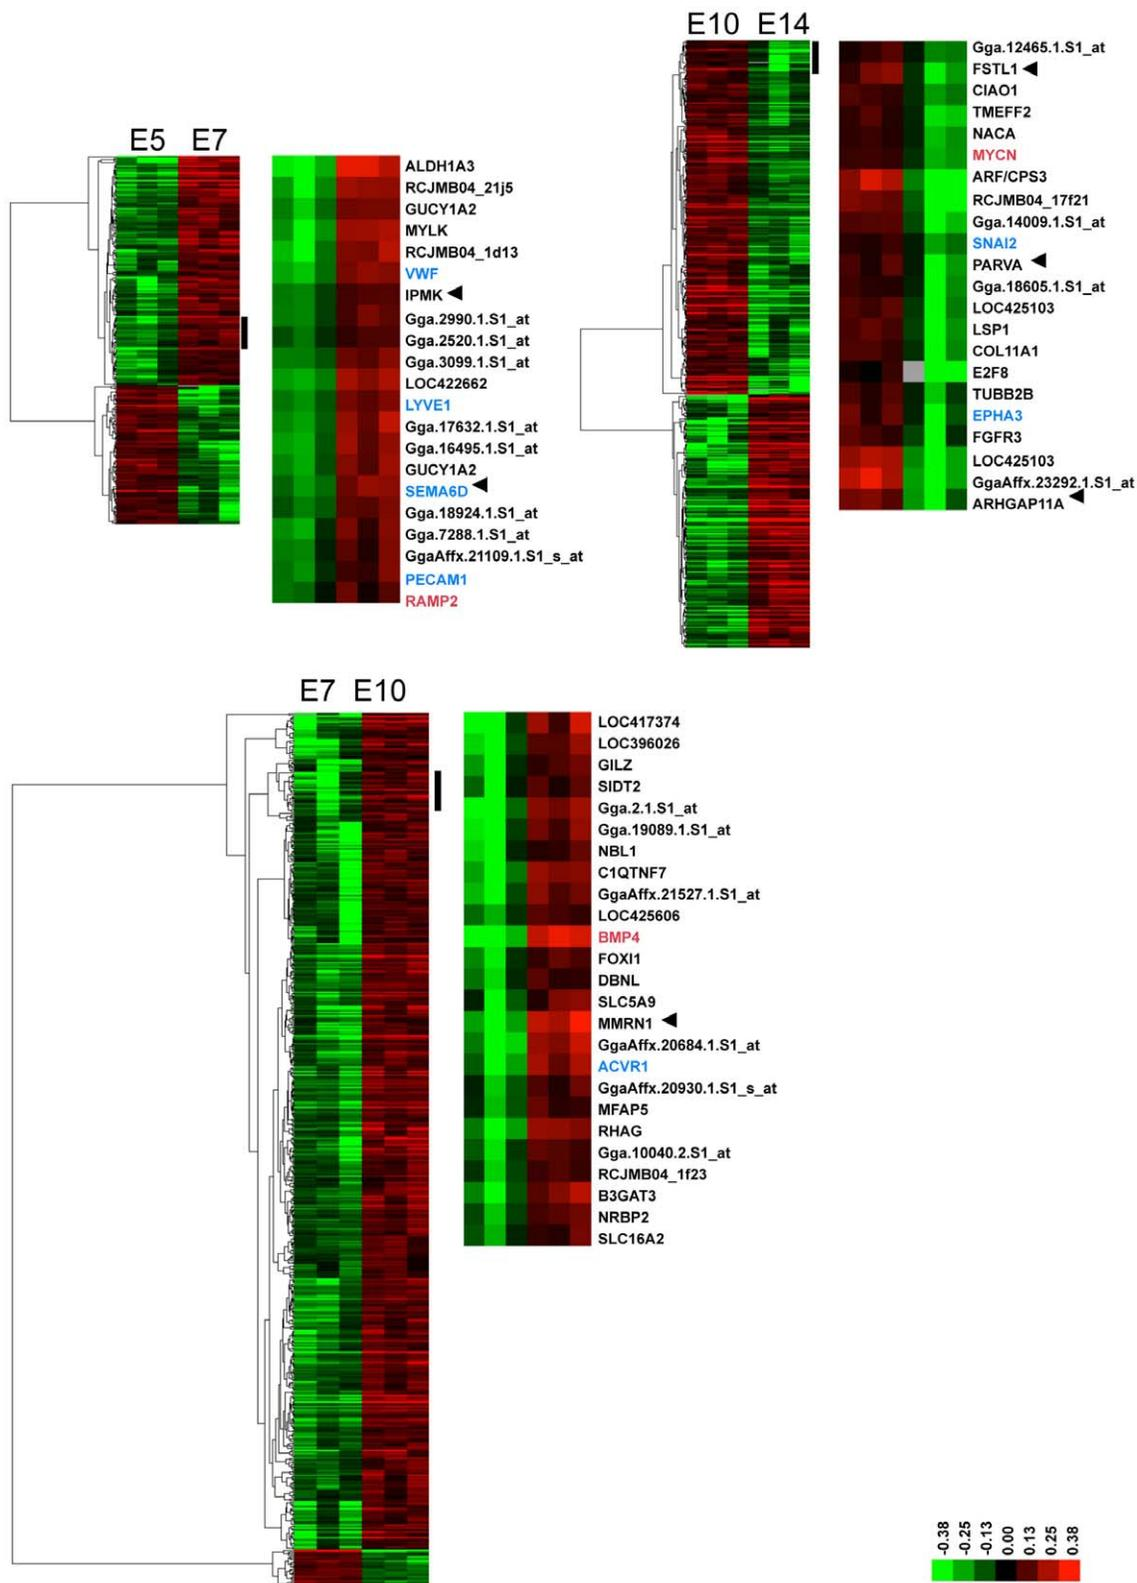 E5 E7
ALDH1A3
RCJMB04_21j5
GUCY1A2
MYLK
RCJMB04_1d13
VWF
IPMK
Gga.2990.1.S1_at
Gga.2520.1.S1_at
Gga.3099.1.S1_at
LOC422662
LYVE1
Gga.17632.1.S1_at
Gga.16495.1.S1_at
GUCY1A2
SEMA6D
Gga.18924.1.S1_at
Gga.7288.1.S1_at
GgaAffx.21109.1.S1_s_at
PECAM1
RAMP2
E10 E14
Gga.12465.1.S1_at
FSTL1
CIAO1
TMEFF2
NACA
MYCN
ARF/CPS3
RCJMB04_17f21
Gga.14009.1.S1_at
SNAI2
PARVA
Gga.18605.1.S1_at
LOC425103
LSP1
COL11A1
E2F8
TUBB2B
EPHA3
FGFR3
LOC425103
GgaAffx.23292.1.S1_at
ARHGAP11A
E7 E10
LOC417374
LOC396026
GILZ
SIDT2
Gga.2.1.S1_at
Gga.19089.1.S1_at
NBL1
C1QTNF7
GgaAffx.21527.1.S1_at
LOC425606
BMP4
FOXI1
DBNL
SLC5A9
MMRN1
GgaAffx.20684.1.S1_at
ACVR1
GgaAffx.20930.1.S1_s_at
MFAP5
RHAG
Gga.10040.2.S1_at
RCJMB04_1f23
B3GAT3
NRBP2
SLC16A2
-0.38
-0.25
-0.13
0.00
0.13
0.25
0.38